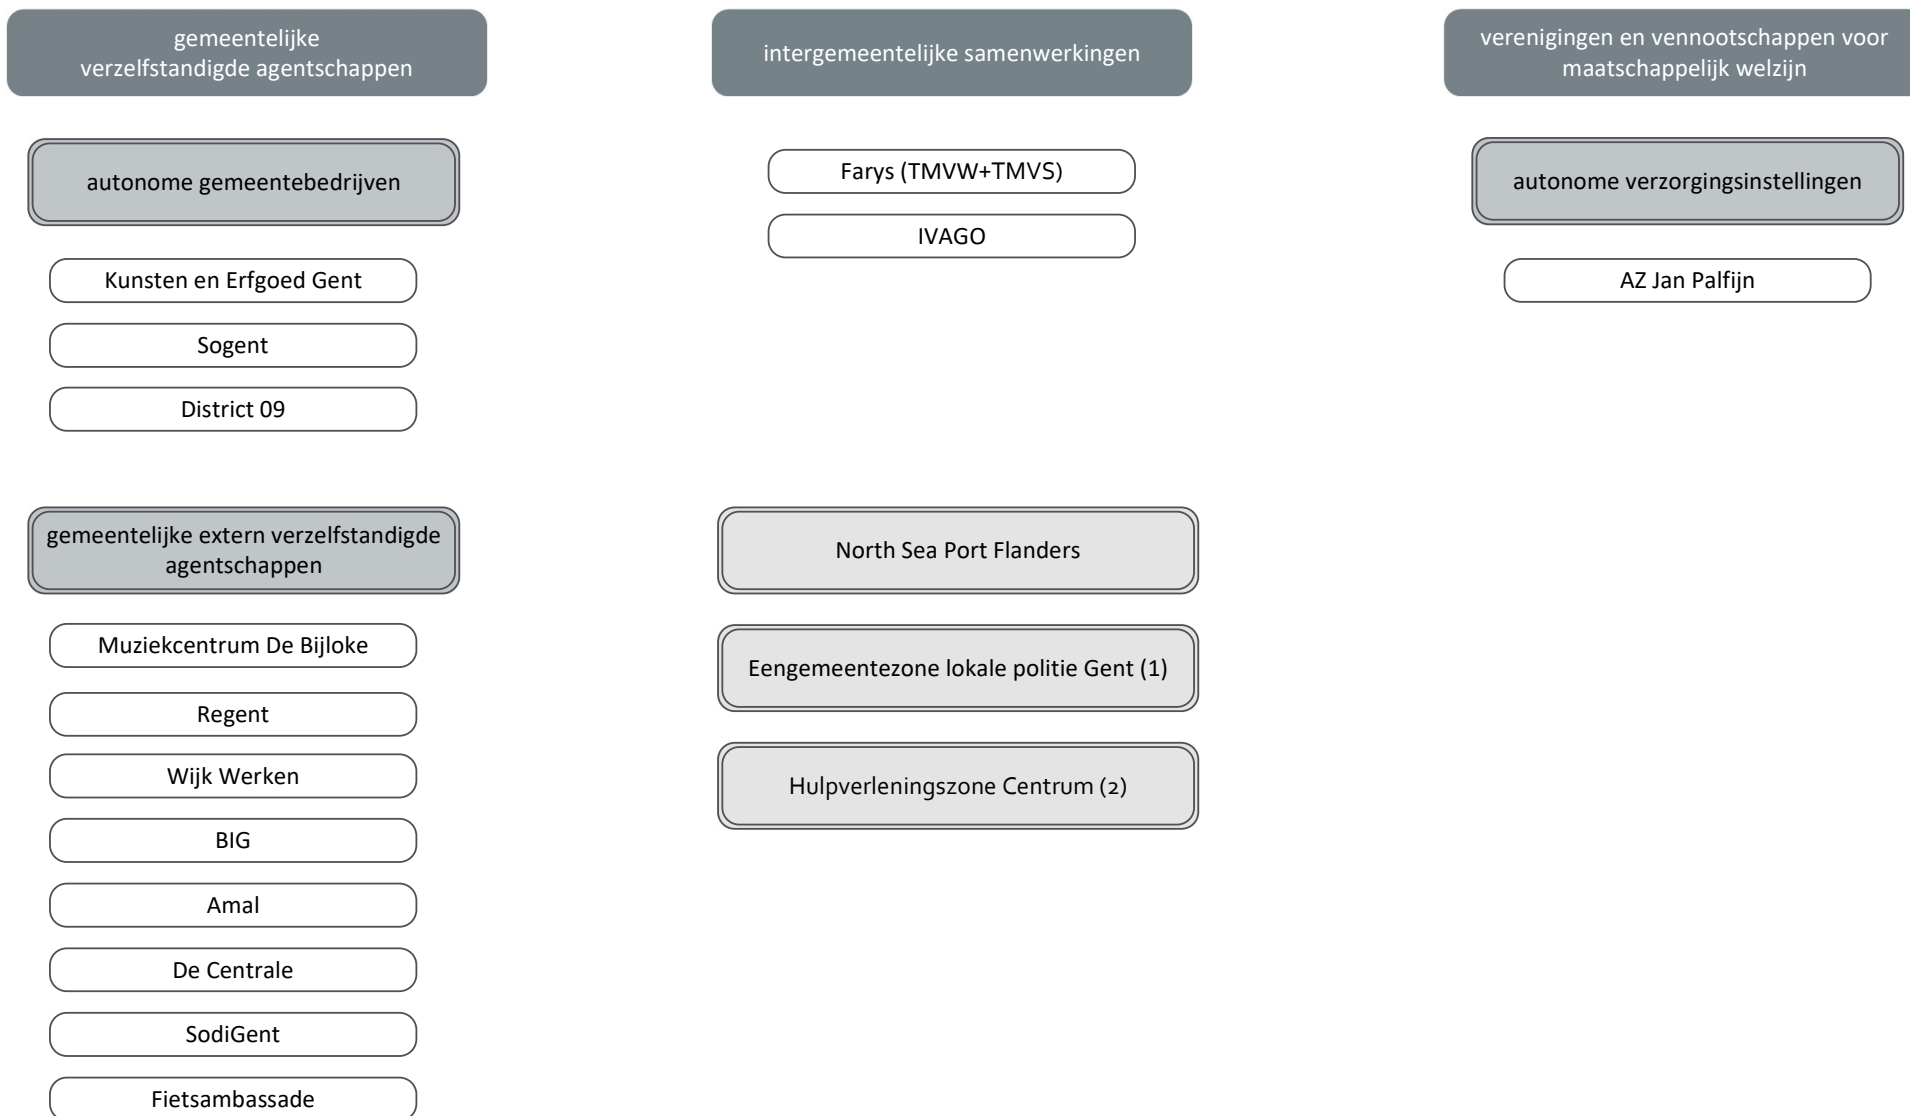 gemeentelijke
verzelfstandigde agentschappen
autonome gemeentebedrijven
Kunsten en Erfgoed Gent
Sogent
District 09
gemeentelijke extern verzelfstandigde
agentschappen
Muziekcentrum De Bijloke
Regent
Wijk Werken
BIG
Amal
De Centrale
SodiGent
Fietsambassade
intergemeentelijke samenwerkingen
Farys (TMVW+TMVS)
IVAGO
North Sea Port Flanders
Eengemeentezone lokale politie Gent (1)
Hulpverleningszone Centrum (2)
verenigingen en vennootschappen voor
maatschappelijk welzijn
autonome verzorgingsinstellingen
AZ Jan Palfijn